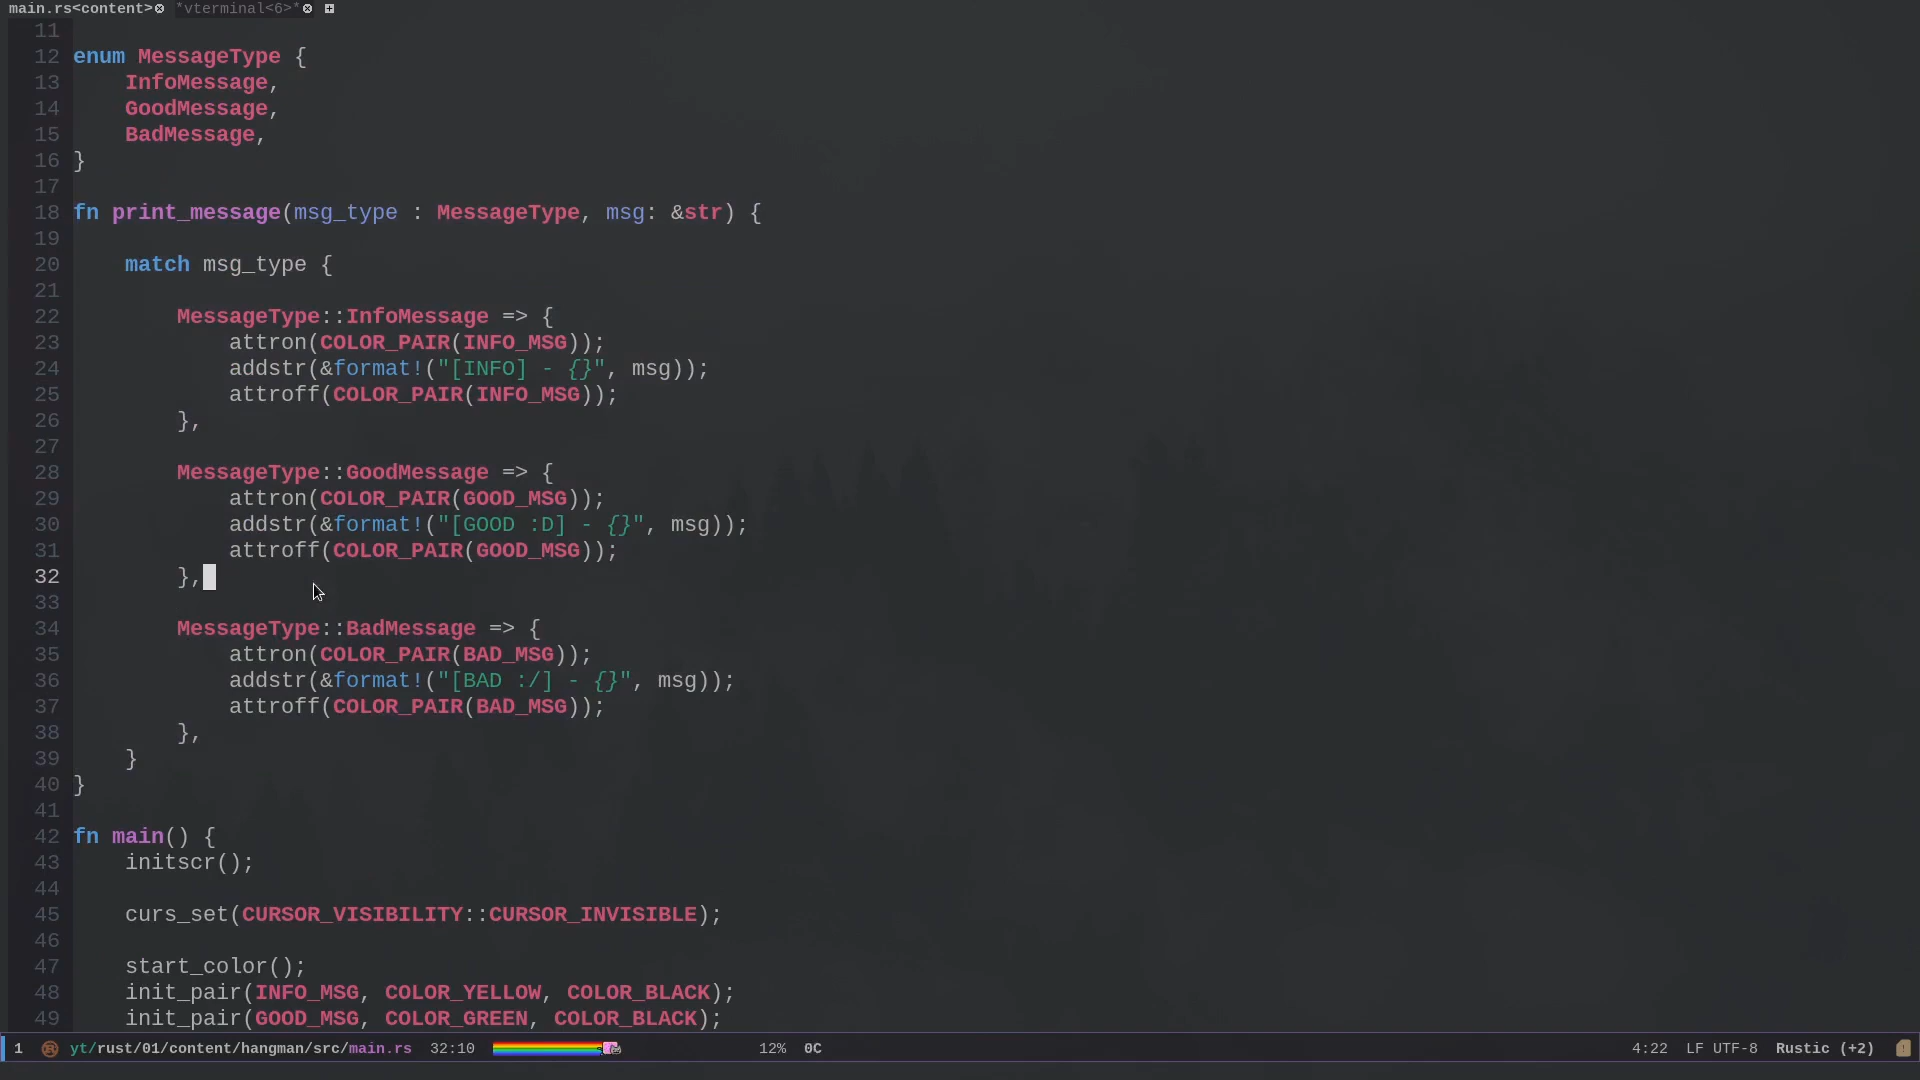 main.rs<content> *vterminal<6>*
11
12 enum MessageType {
13     InfoMessage,
14     GoodMessage,
15     BadMessage,
16 }
17
18 fn print_message(msg_type : MessageType, msg: &str) {
19
20     match msg_type {
21
22         MessageType::InfoMessage => {
23             attron(COLOR_PAIR(INFO_MSG));
24             addstr(&format!("[INFO] - {}", msg));
25             attroff(COLOR_PAIR(INFO_MSG));
26         },
27
28         MessageType::GoodMessage => {
29             attron(COLOR_PAIR(GOOD_MSG));
30             addstr(&format!("[GOOD :D] - {}", msg));
31             attroff(COLOR_PAIR(GOOD_MSG));
32         },
33
34         MessageType::BadMessage => {
35             attron(COLOR_PAIR(BAD_MSG));
36             addstr(&format!("[BAD :/] - {}", msg));
37             attroff(COLOR_PAIR(BAD_MSG));
38         },
39     }
40 }
41
42 fn main() {
43     initscr();
44
45     curs_set(CURSOR_VISIBILITY::CURSOR_INVISIBLE);
46
47     start_color();
48     init_pair(INFO_MSG, COLOR_YELLOW, COLOR_BLACK);
49     init_pair(GOOD_MSG, COLOR_GREEN, COLOR_BLACK);
1 yt/rust/01/content/hangman/src/main.rs 32:10 12% 0C 4:22 LF UTF-8 Rustic (+2)